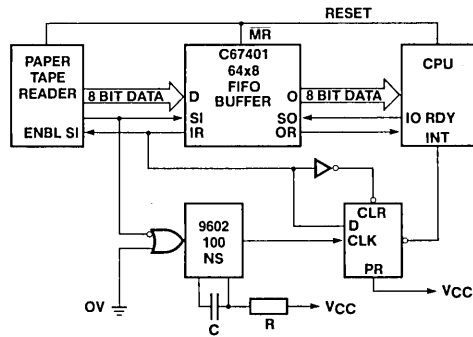 RESET
M̅R̅
PAPER
TAPE
READER
ENBL SI
8 BIT DATA
C67401
64x8
FIFO
BUFFER
D
SI
IR
O
SO
OR
8 BIT DATA
CPU
IO RDY
INT
9602
100
NS
CLR
D
CLK
PR
VCC
OV
C
R
VCC